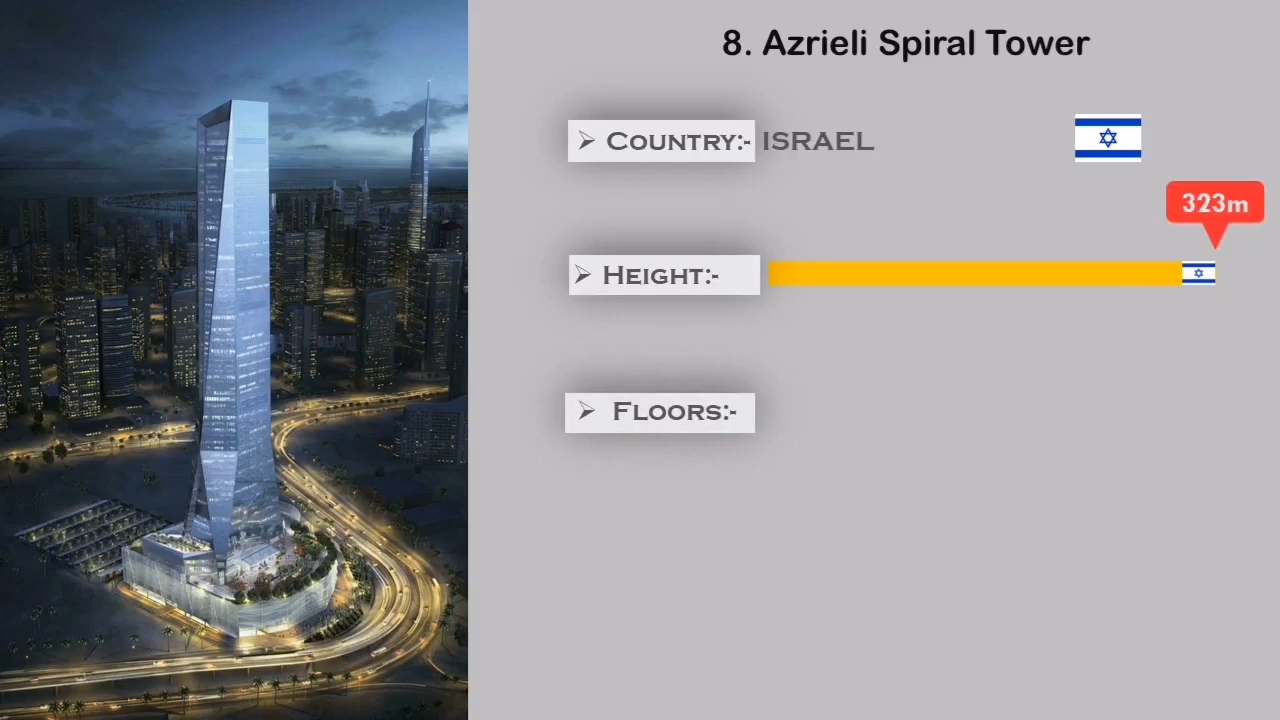 8. Azrieli Spiral Tower
➢ Country:- ISRAEL
323m
➢ Height:-
➢ Floors:-